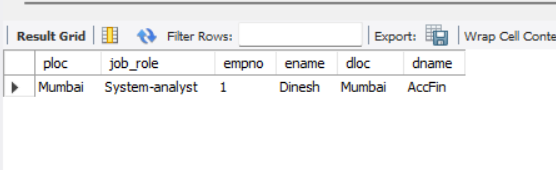 Result Grid Filter Rows: Export: Wrap Cell Conte
ploc job_role empno ename dloc dname
Mumbai System-analyst 1 Dinesh Mumbai AccFin